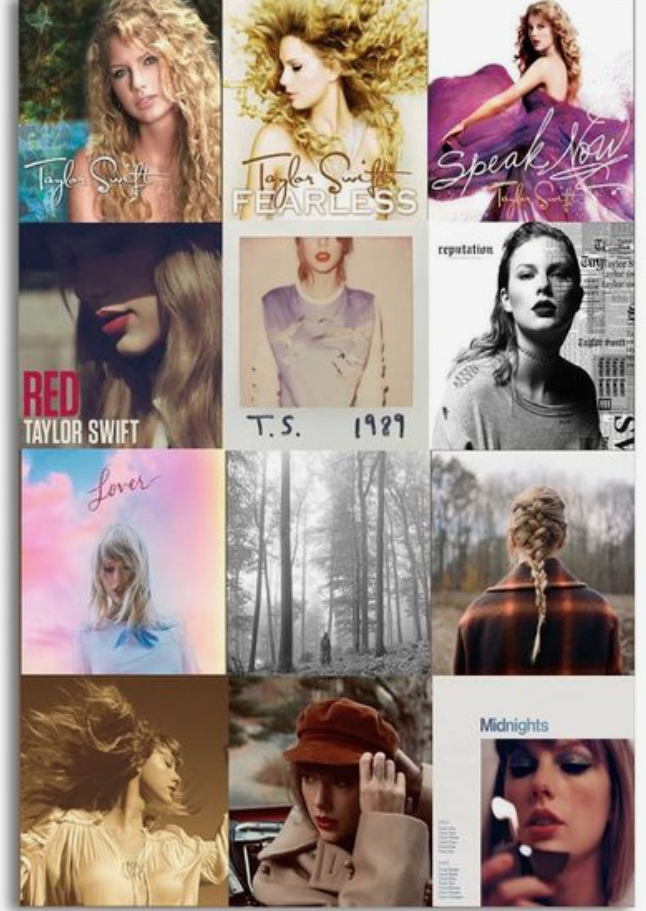 Taylor Swift
Taylor Swift
FEARLESS
Speak Now
Taylor Swift
RED
TAYLOR SWIFT
T.S. 1989
reputation
Lover
Midnights